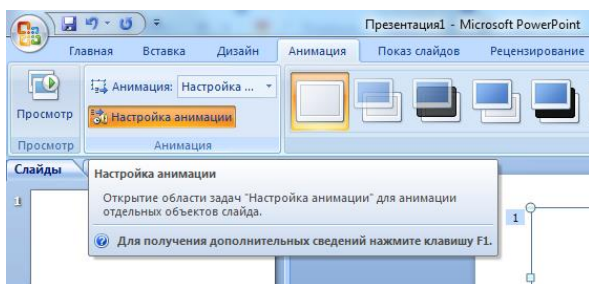 Презентация1 - Microsoft PowerPoint
Главная Вставка Дизайн Анимация Показ слайдов Рецензирование
Анимация: Настройка ...
Просмотр Настройка анимации
Просмотр Анимация
Слайды
Настройка анимации
Открытие области задач "Настройка анимации" для анимации
отдельных объектов слайда.
Для получения дополнительных сведений нажмите клавишу F1.
1
1